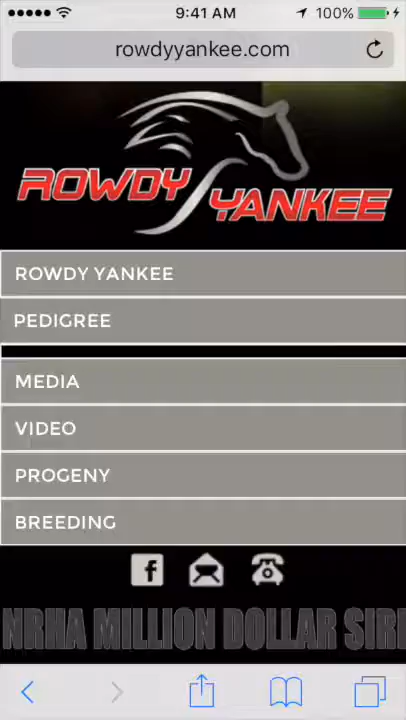 9:41 AM 100%
rowdyyankee.com
ROWDY YANKEE
ROWDY YANKEE
PEDIGREE
MEDIA
VIDEO
PROGENY
BREEDING
f
NRHA MILLION DOLLAR SIR